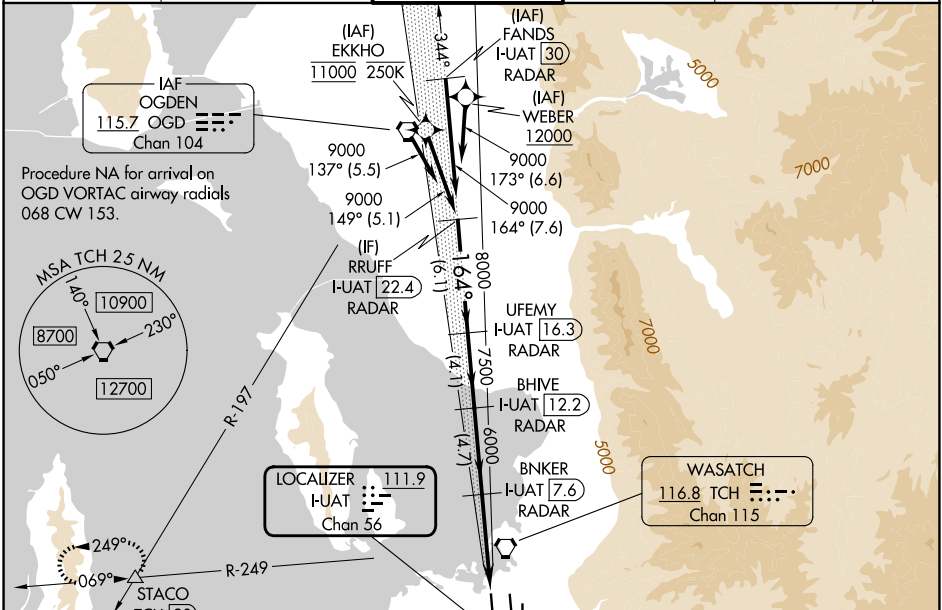 (IAF)
FANDS
I-UAT 30
RADAR
(IAF)
EKKHO
11000 250K
344°
5000
IAF
OGDEN
115.7 OGD
Chan 104
(IAF)
WEBER
12000
9000
137° (5.5)
9000
173° (6.6)
7000
Procedure NA for arrival on
OGD VORTAC airway radials
068 CW 153.
9000
149° (5.1)
9000
164° (7.6)
(IF)
RRUFF
I-UAT 22.4
RADAR
164°
(6.1)
8000
MSA TCH 25 NM
140°
10900
8700
230°
050°
12700
UFEMY
I-UAT 16.3
RADAR
7000
(4.1)
7500
R-197
BHIVE
I-UAT 12.2
RADAR
(4.7)
6000
5000
LOCALIZER 111.9
I-UAT
Chan 56
BNKER
I-UAT 7.6
RADAR
WASATCH
116.8 TCH
Chan 115
249°
069°
R-249
STACO